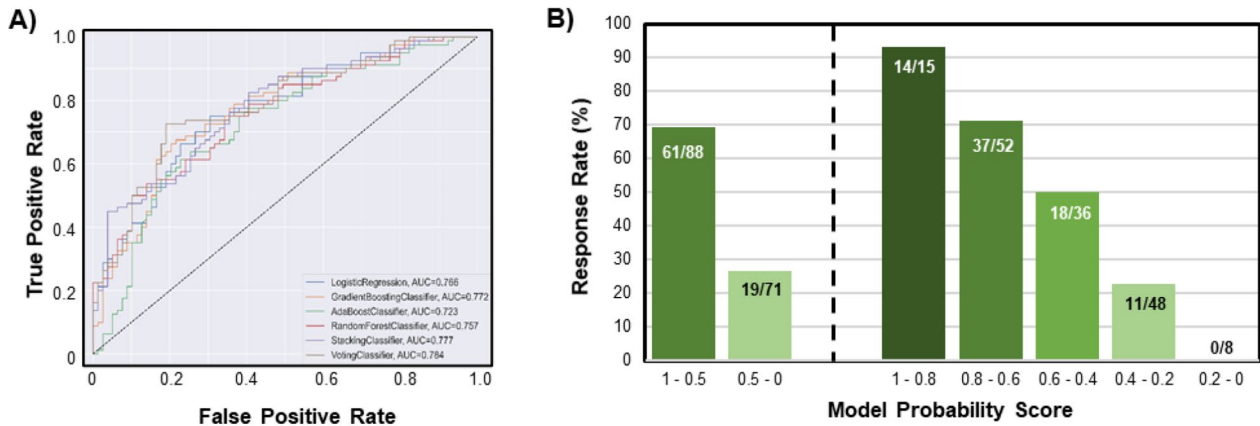 A)
True Positive Rate
1.0
0.8
0.6
0.4
0.2
0
0
0.2
0.4
0.6
0.8
1.0
False Positive Rate
LogisticRegression, AUC=0.766
GradientBoostingClassifier, AUC=0.772
AdaBoostClassifier, AUC=0.723
RandomForestClassifier, AUC=0.757
StackingClassifier, AUC=0.777
VotingClassifier, AUC=0.784
B)
Response Rate (%)
100
90
80
70
60
50
40
30
20
10
0
61/88
19/71
14/15
37/52
18/36
11/48
0/8
1 - 0.5
0.5 - 0
1 - 0.8
0.8 - 0.6
0.6 - 0.4
0.4 - 0.2
0.2 - 0
Model Probability Score